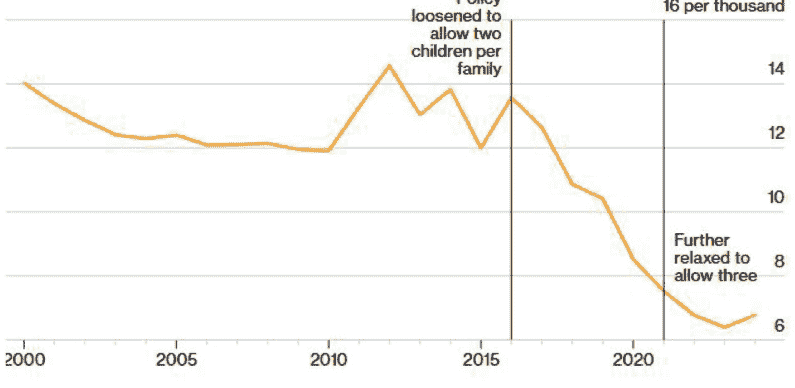 Policy
16 per thousand
loosened to
allow two
children per
family
14
12
10
Further
relaxed to
allow three
8
6
2000
2005
2010
2015
2020